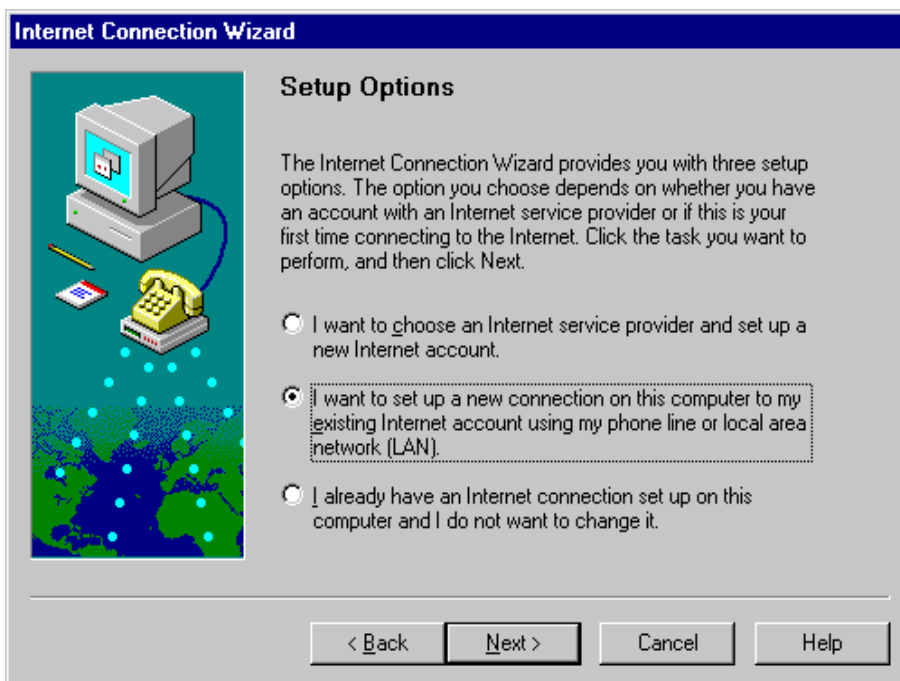 Internet Connection Wizard
Setup Options
The Internet Connection Wizard provides you with three setup
options. The option you choose depends on whether you have
an account with an Internet service provider or if this is your
first time connecting to the Internet. Click the task you want to
perform, and then click Next.
I want to choose an Internet service provider and set up a
new Internet account.
I want to set up a new connection on this computer to my
existing Internet account using my phone line or local area
network (LAN).
I already have an Internet connection set up on this
computer and I do not want to change it.
< Back
Next >
Cancel
Help